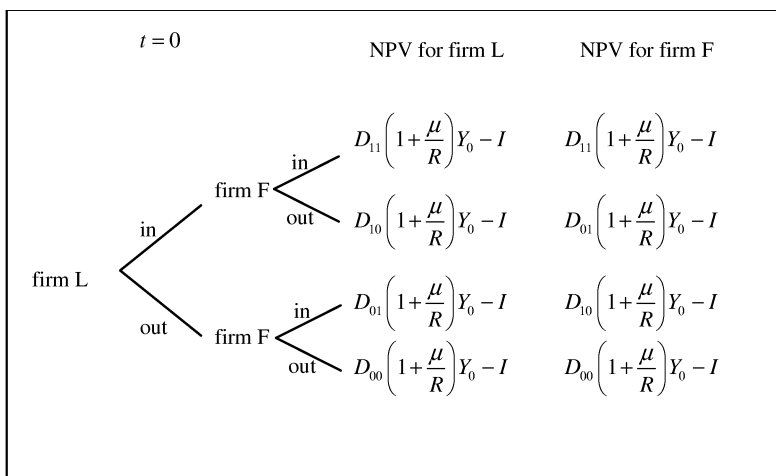 t = 0
NPV for firm L NPV for firm F
in D₁₁(1 + μ/R)Y₀ − I D₁₁(1 + μ/R)Y₀ − I
firm F
in out D₁₀(1 + μ/R)Y₀ − I D₀₁(1 + μ/R)Y₀ − I
firm L
in D₀₁(1 + μ/R)Y₀ − I D₁₀(1 + μ/R)Y₀ − I
out firm F
out D₀₀(1 + μ/R)Y₀ − I D₀₀(1 + μ/R)Y₀ − I